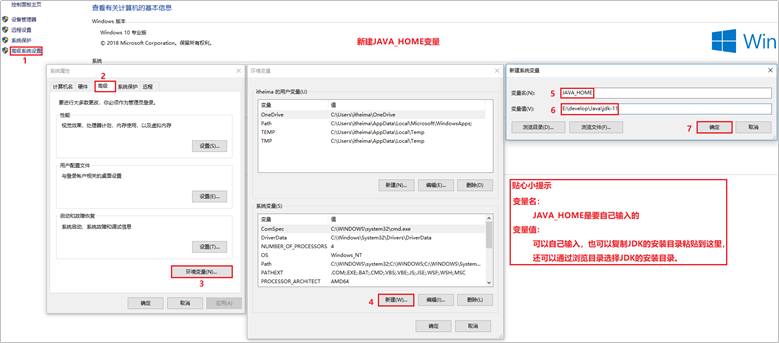 控制面板主页
设备管理器
远程设置
系统保护
高级系统设置
1
查看有关计算机的基本信息
Windows 版本
Windows 10 专业版
© 2018 Microsoft Corporation。保留所有权利。
系统
新建JAVA_HOME变量
Win
系统属性
2
计算机名 硬件 高级 系统保护 远程
要进行大多数更改，你必须作为管理员登录。
性能
视觉效果，处理器计划，内存使用，以及虚拟内存
设置(S)...
用户配置文件
与登录帐户相关的桌面设置
设置(E)...
启动和故障恢复
系统启动、系统故障和调试信息
设置(T)...
环境变量(N)...
3
确定 取消 应用(A)
环境变量
itheima 的用户变量(U)
变量 值
OneDrive C:\Users\itheima\OneDrive
Path C:\Users\itheima\AppData\Local\Microsoft\WindowsApps;
TEMP C:\Users\itheima\AppData\Local\Temp
TMP C:\Users\itheima\AppData\Local\Temp
新建(N)... 编辑(E)... 删除(D)
系统变量(S)
变量 值
ComSpec C:\WINDOWS\system32\cmd.exe
DriverData C:\Windows\System32\Drivers\DriverData
NUMBER_OF_PROCESSORS 4
OS Windows_NT
Path C:\WINDOWS\system32;C:\WINDOWS;C:\WINDOWS\System...
PATHEXT .COM;.EXE;.BAT;.CMD;.VBS;.VBE;.JS;.JSE;.WSF;.WSH;.MSC
PROCESSOR_ARCHITECT AMD64
4 新建(W)... 编辑(I)... 删除(L)
确定 取消
新建系统变量
变量名(N): 5 JAVA_HOME
变量值(V): 6 E:\develop\Java\jdk-11
浏览目录(D)... 浏览文件(F)... 7 确定 取消
贴心小提示
变量名：
JAVA_HOME是要自己输入的
变量值：
可以自己输入，也可以复制JDK的安装目录粘贴到这里，
还可以通过浏览目录选择JDK的安装目录。